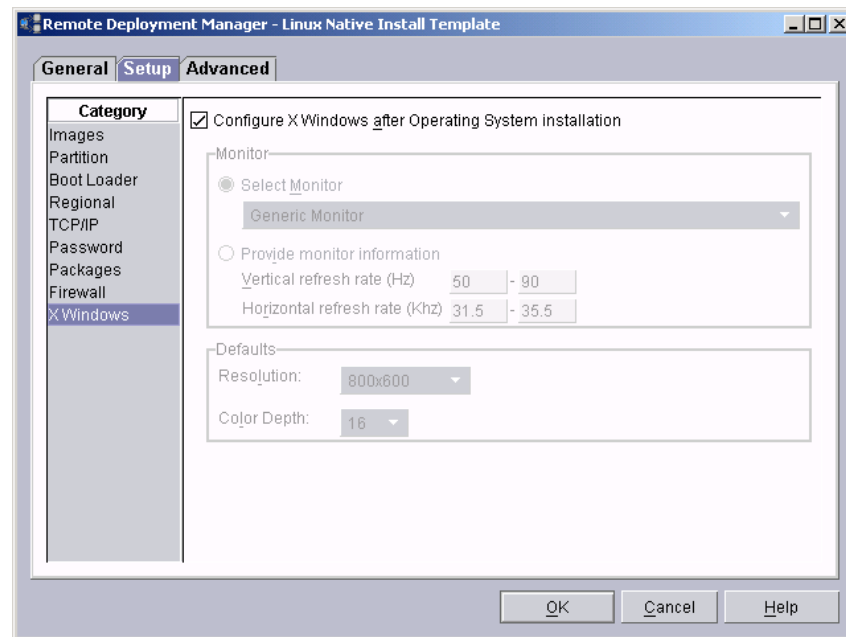 Remote Deployment Manager - Linux Native Install Template
General Setup Advanced
Category
Images
Partition
Boot Loader
Regional
TCP/IP
Password
Packages
Firewall
X Windows
Configure X Windows after Operating System installation
Monitor
Select Monitor
Generic Monitor
Provide monitor information
Vertical refresh rate (Hz) 50 - 90
Horizontal refresh rate (Khz) 31.5 - 35.5
Defaults
Resolution: 800x600
Color Depth: 16
OK Cancel Help